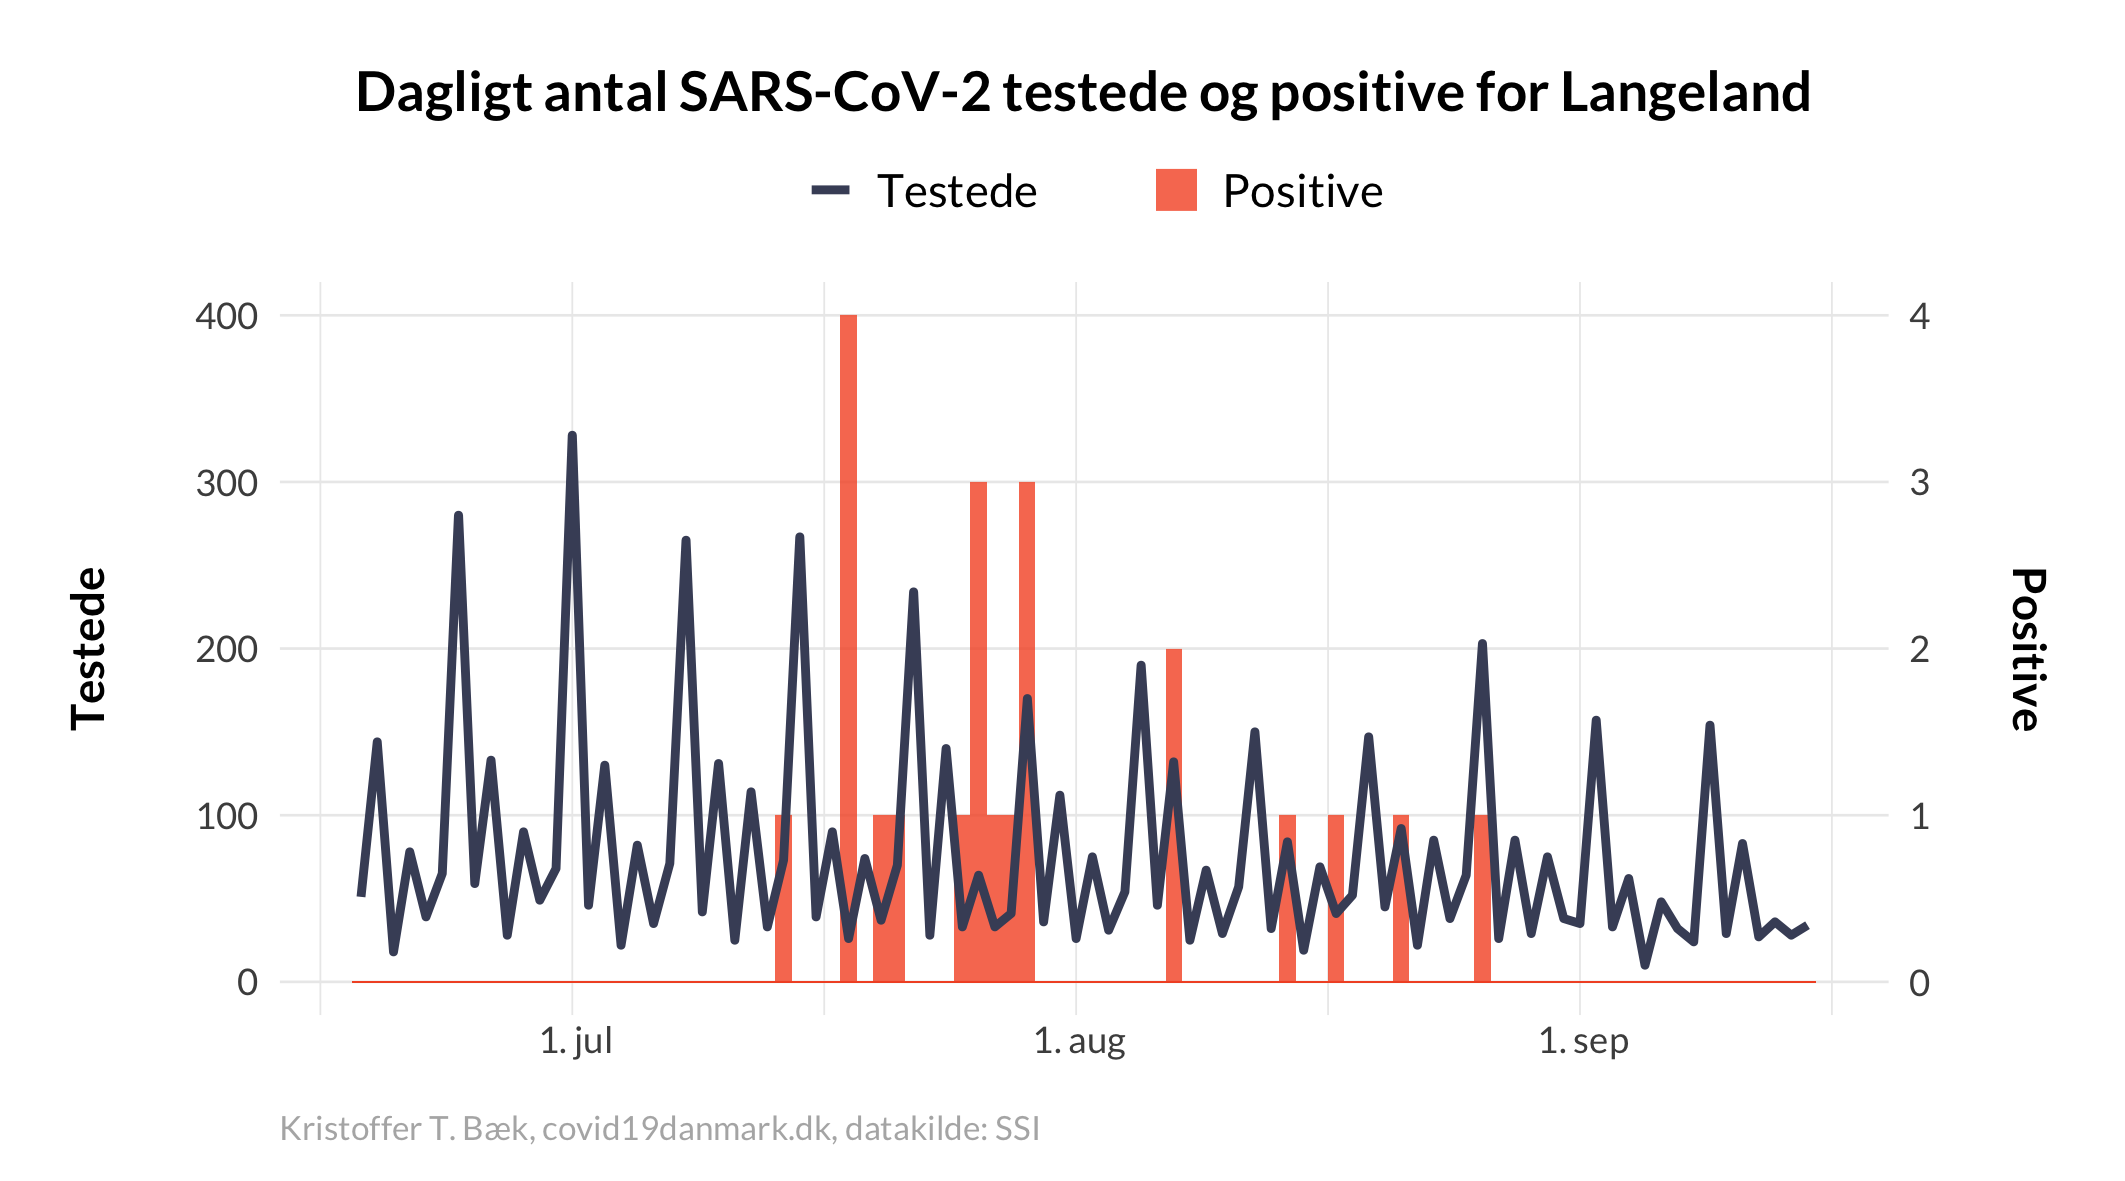 Dagligt antal SARS-CoV-2 testede og positive for Langeland
Testede
Positive
400
300
200
100
0
4
3
2
1
0
Testede
Positive
1. jul
1. aug
1. sep
Kristoffer T. Bæk, covid19danmark.dk, datakilde: SSI